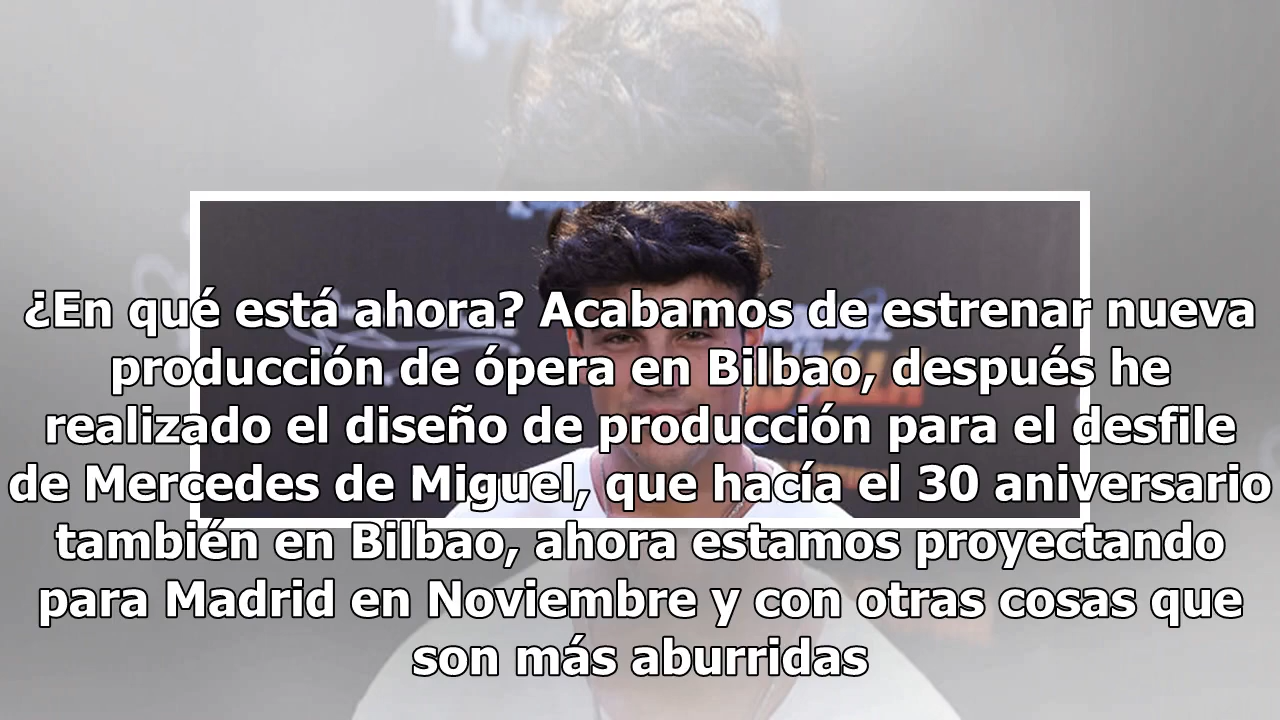 ¿En qué está ahora? Acabamos de estrenar nueva
producción de ópera en Bilbao, después he
realizado el diseño de producción para el desfile
de Mercedes de Miguel, que hacía el 30 aniversario
también en Bilbao, ahora estamos proyectando
para Madrid en Noviembre y con otras cosas que
son más aburridas